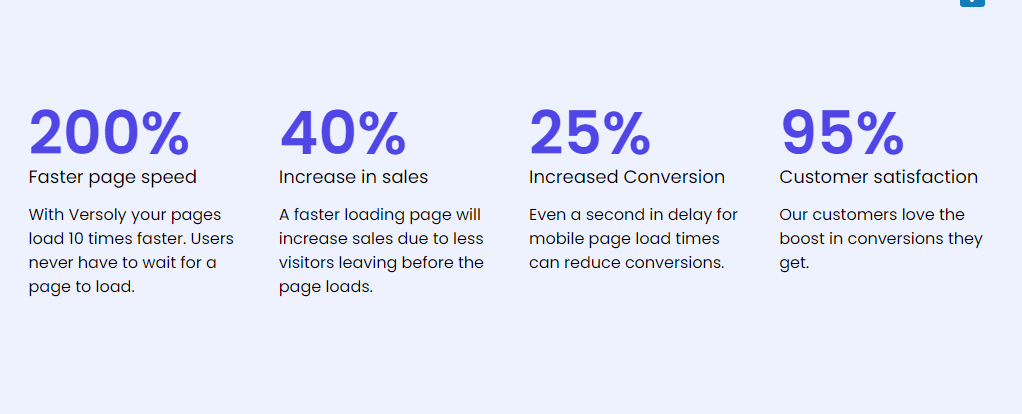 200%
Faster page speed
With Versoly your pages
load 10 times faster. Users
never have to wait for a
page to load.
40%
Increase in sales
A faster loading page will
increase sales due to less
visitors leaving before the
page loads.
25%
Increased Conversion
Even a second in delay for
mobile page load times
can reduce conversions.
95%
Customer satisfaction
Our customers love the
boost in conversions they
get.